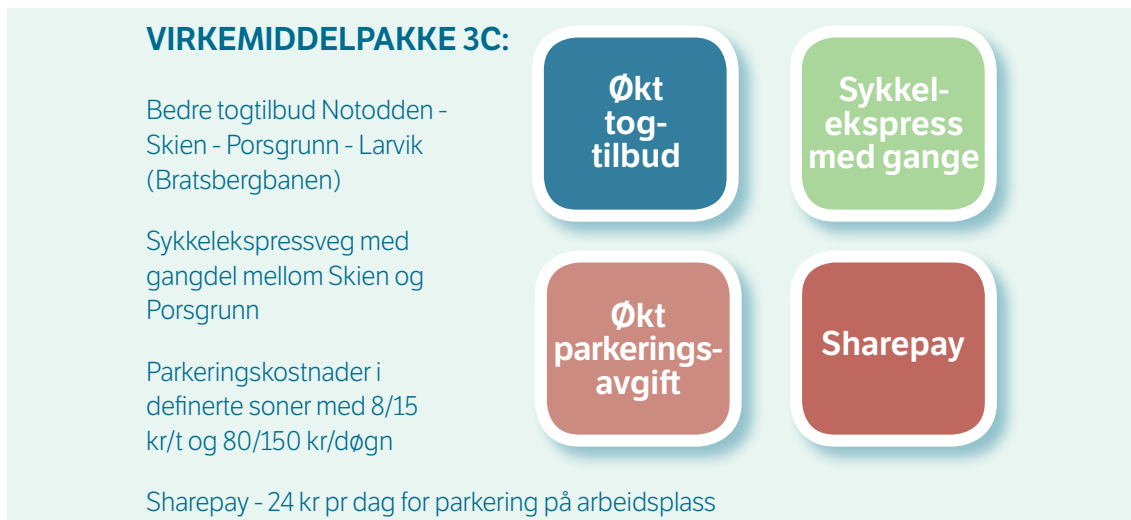 VIRKEMIDDELPAKKE 3C:
Bedre togtilbud Notodden -
Skien - Porsgrunn - Larvik
(Bratsbergbanen)
Sykkelekspressveg med
gangdel mellom Skien og
Porsgrunn
Parkeringskostnader i
definerte soner med 8/15
kr/t og 80/150 kr/døgn
Sharepay - 24 kr pr dag for parkering på arbeidsplass
Økt
tog-
tilbud
Sykkel-
ekspress
med gange
Økt
parkerings-
avgift
Sharepay